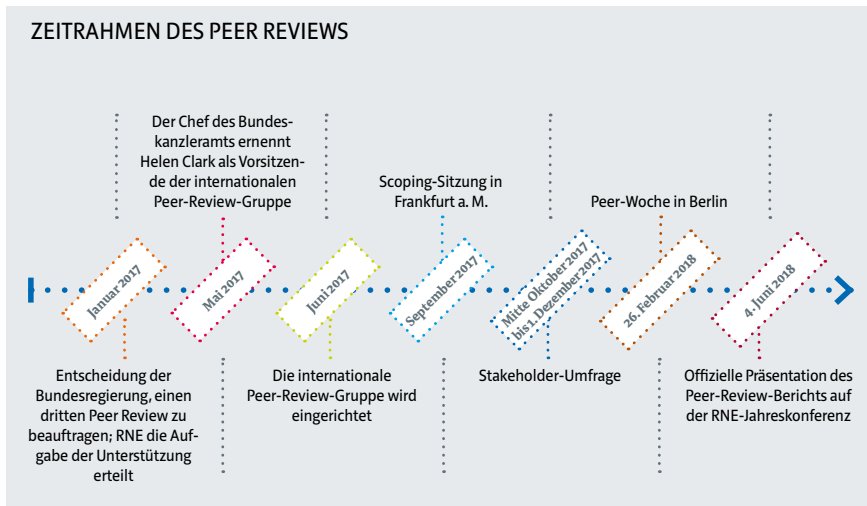 ZEITRAHMEN DES PEER REVIEWS
Januar 2017
Entscheidung der
Bundesregierung, einen
dritten Peer Review zu
beauftragen; RNE die Auf-
gabe der Unterstützung
erteilt
Der Chef des Bundes-
kanzleramts ernennt
Helen Clark als Vorsitzen-
de der internationalen
Peer-Review-Gruppe
Mai 2017
Juni 2017
Die internationale
Peer-Review-Gruppe wird
eingerichtet
Scoping-Sitzung in
Frankfurt a. M.
September 2017
Mitte Oktober 2017
bis 1. Dezember 2017
Stakeholder-Umfrage
Peer-Woche in Berlin
26. Februar 2018
4. Juni 2018
Offizielle Präsentation des
Peer-Review-Berichts auf
der RNE-Jahreskonferenz